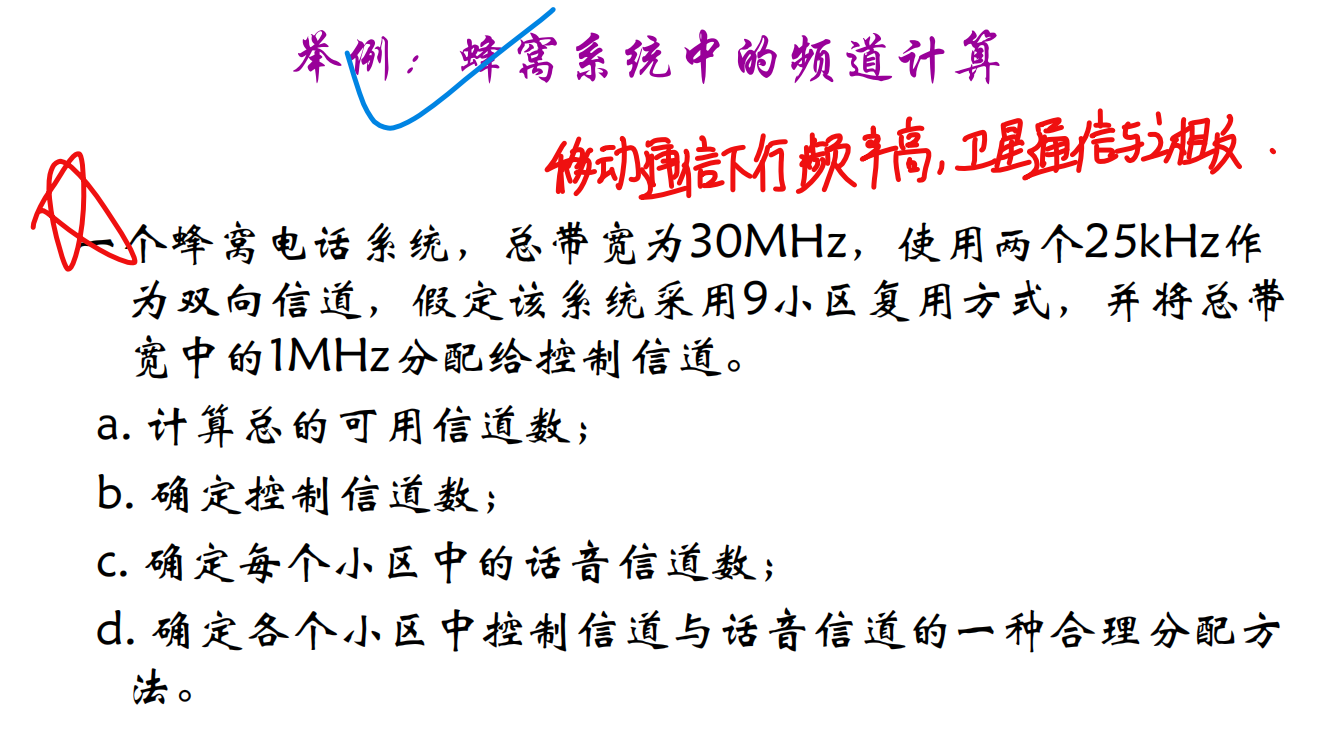 举例：蜂窝系统中的频道计算
移动通信下行频率高，卫星通信与之相反．
一个蜂窝电话系统，总带宽为30MHz，使用两个25kHz作
为双向信道，假定该系统采用9小区复用方式，并将总带
宽中的1MHz分配给控制信道。
a. 计算总的可用信道数；
b. 确定控制信道数；
c. 确定每个小区中的话音信道数；
d. 确定各个小区中控制信道与话音信道的一种合理分配方
法。